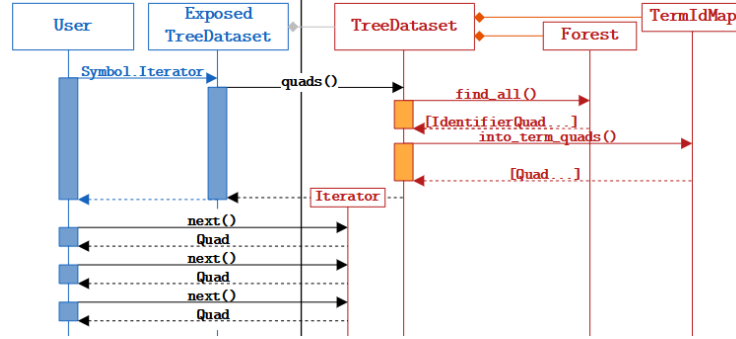 User
Exposed
TreeDataset
TreeDataset
Forest
TermIdMap
Symbol.Iterator
quads()
find_all()
[IdentifierQuad...]
into_term_quads()
[Quad...]
Iterator
next()
Quad
next()
Quad
next()
Quad